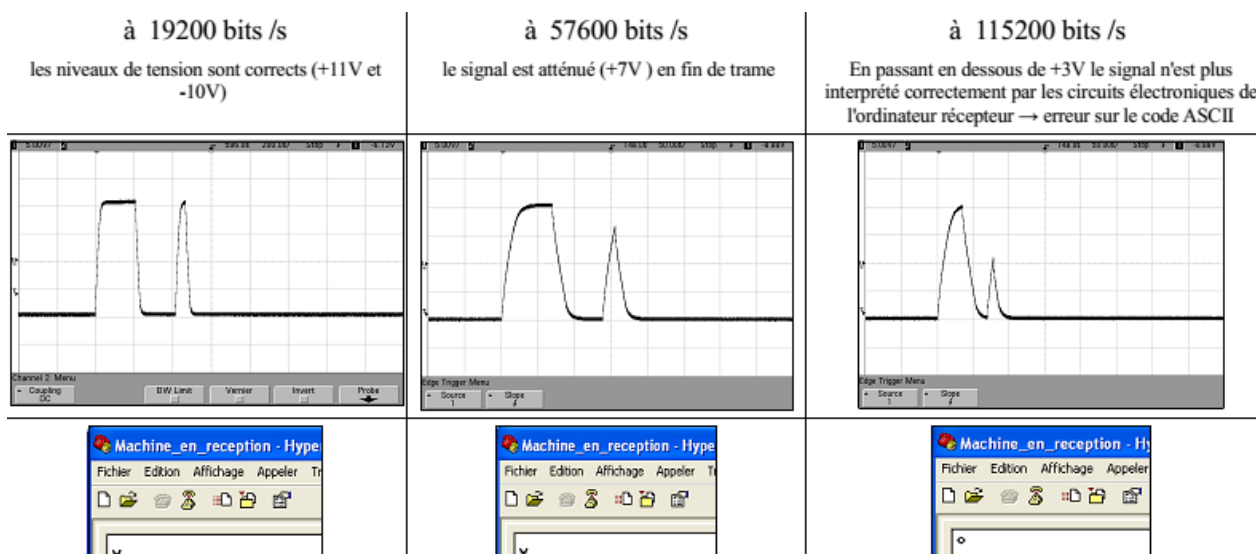 à 19200 bits /s
les niveaux de tension sont corrects (+11V et
-10V)
à 57600 bits /s
le signal est atténué (+7V ) en fin de trame
à 115200 bits /s
En passant en dessous de +3V le signal n'est plus
interprété correctement par les circuits électroniques de
l'ordinateur récepteur → erreur sur le code ASCII
Channel 2 Menu
Coupling
DC
BW Limit
Vernier
Invert
Probe
Edge Trigger Menu
Source
1
Slope
Edge Trigger Menu
Source
1
Slope
Machine_en_reception - Hyper
Fichier Edition Affichage Appeler Tr
Machine_en_reception - Hype
Fichier Edition Affichage Appeler T
Machine_en_reception - Hy
Fichier Edition Affichage Appeler